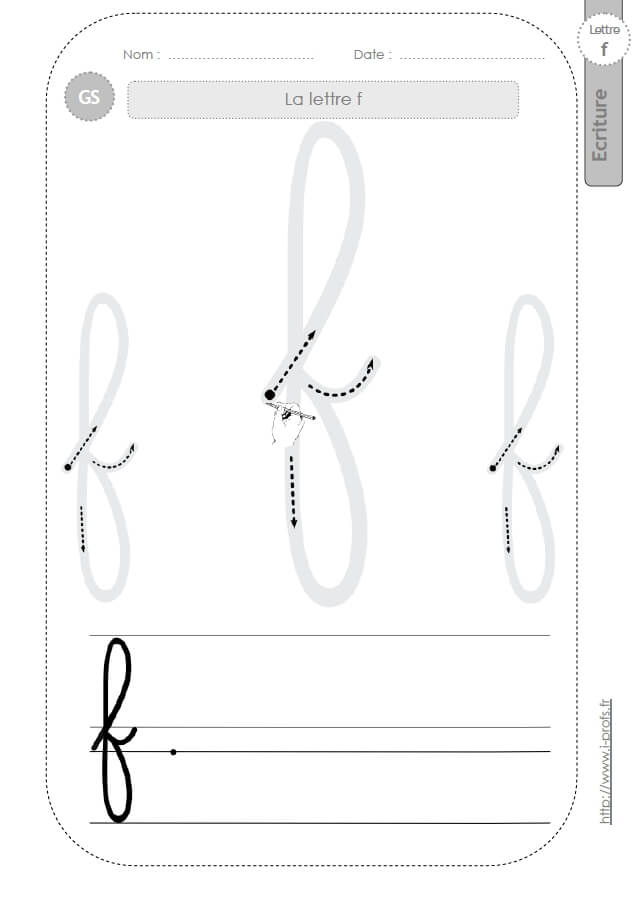 Lettre
f
Ecriture
Nom : Date :
GS
La lettre f
f
f
f
f
http://www.i-profs.fr